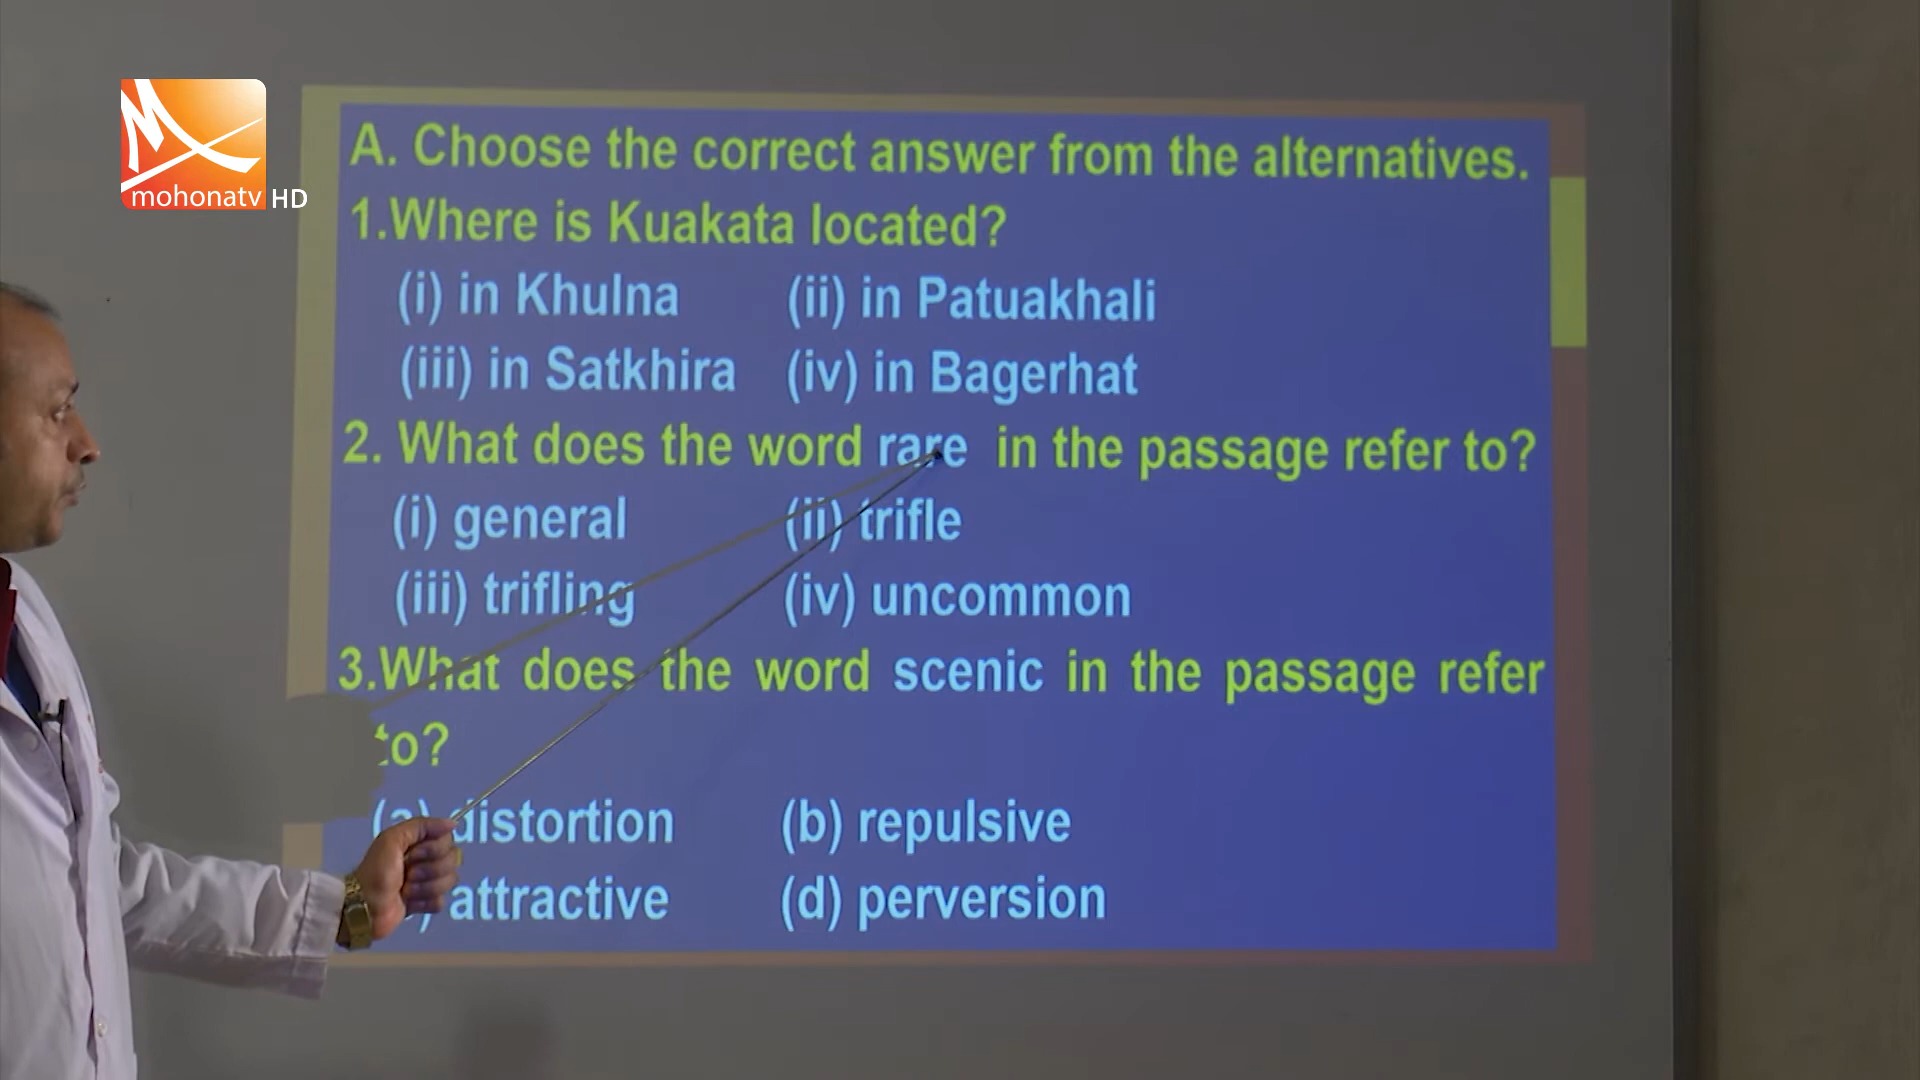 mohonatv HD
A. Choose the correct answer from the alternatives.
1.Where is Kuakata located?
(i) in Khulna (ii) in Patuakhali
(iii) in Satkhira (iv) in Bagerhat
2. What does the word rare in the passage refer to?
(i) general (ii) trifle
(iii) trifling (iv) uncommon
3.What does the word scenic in the passage refer
to?
(a) distortion (b) repulsive
attractive (d) perversion